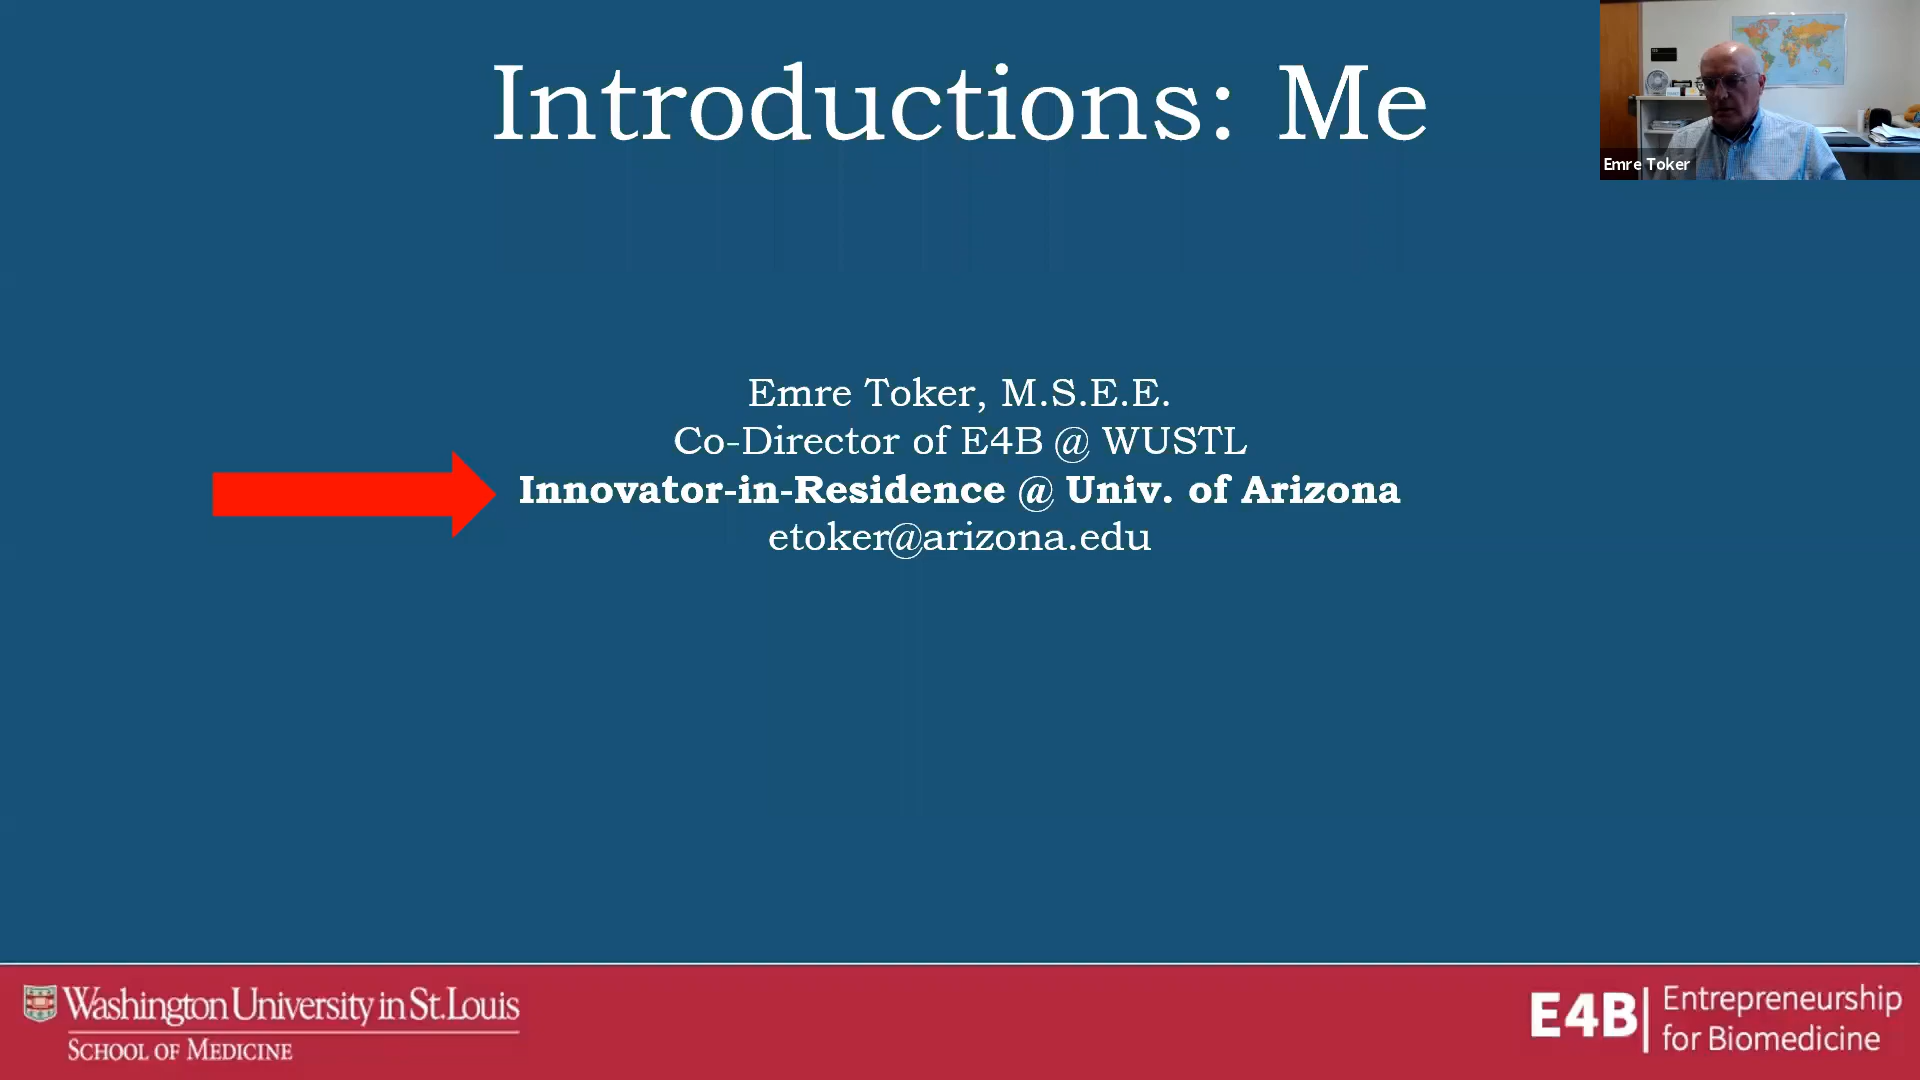 Introductions: Me
Emre Toker
Emre Toker, M.S.E.E.
Co-Director of E4B @ WUSTL
Innovator-in-Residence @ Univ. of Arizona
etoker@arizona.edu
Washington University in St. Louis
SCHOOL OF MEDICINE
E4B
Entrepreneurship
for Biomedicine